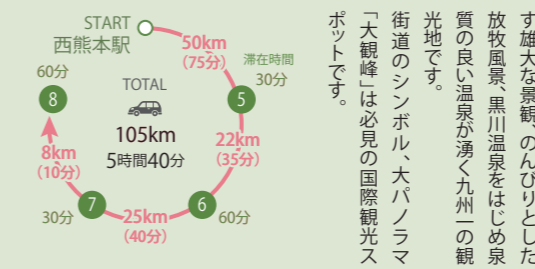 す雄大な景観、のんびりとした
放牧風景、黒川温泉をはじめ泉
質の良い温泉が湧く九州一の観
光地です。
街道のシンボル、大パノラマ
「大観峰」は必見の国際観光ス
ポットです。
START
西熊本駅
50km
(75分)
滞在時間
30分
5
22km
(35分)
6
60分
25km
(40分)
7
30分
8km
(10分)
8
60分
TOTAL
105km
5時間40分